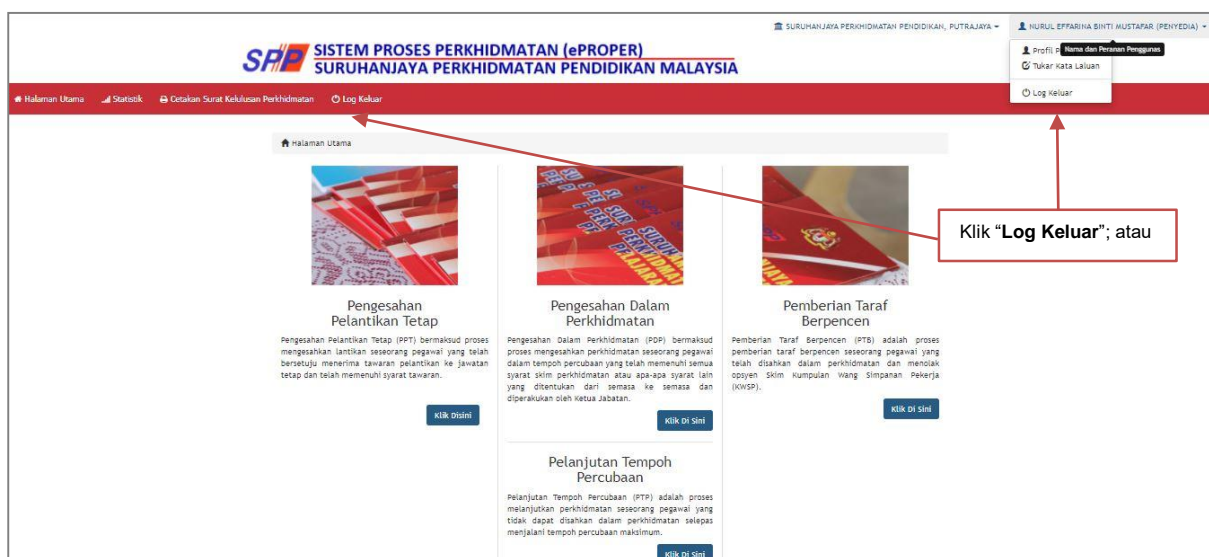 SURUHANJAYA PERKHIDMATAN PENDIDIKAN, PUTRAJAYA
NURUL EFFARINA BINTI MUSTAFAR (PENYEDIA)
SPP
SISTEM PROSES PERKHIDMATAN (ePROPER)
SURUHANJAYA PERKHIDMATAN PENDIDIKAN MALAYSIA
Profil P
Nama dan Peranan Penggunas
Tukar Kata Laluan
Log Keluar
Halaman Utama
Statistik
Cetakan Surat Kelulusan Perkhidmatan
Log Keluar
Halaman Utama
Klik “Log Keluar”; atau
Pengesahan
Pelantikan Tetap
Pengesahan Pelantikan Tetap (PPT) bermaksud proses
mengesahkan lantikan seseorang pegawai yang telah
bersetuju menerima tawaran pelantikan ke jawatan
tetap dan telah memenuhi syarat tawaran.
Klik Disini
Pengesahan Dalam
Perkhidmatan
Pengesahan Dalam Perkhidmatan (PDP) bermaksud
proses mengesahkan perkhidmatan seseorang pegawai
dalam tempoh percubaan yang telah memenuhi semua
syarat skim perkhidmatan atau apa-apa syarat lain
yang ditentukan dari semasa ke semasa dan
diperakukan oleh Ketua Jabatan.
Klik Di Sini
Pelanjutan Tempoh
Percubaan
Pelanjutan Tempoh Percubaan (PTP) adalah proses
melanjutkan perkhidmatan seseorang pegawai yang
tidak dapat disahkan dalam perkhidmatan selepas
menjalani tempoh percubaan maksimum.
Klik Di Sini
Pemberian Taraf
Berpencen
Pemberian Taraf Berpencen (PTB) adalah proses
pemberian taraf berpencen seseorang pegawai yang
telah disahkan dalam perkhidmatan dan menolak
opsyen Skim Kumpulan Wang Simpanan Pekerja
(KWSP).
Klik Di Sini